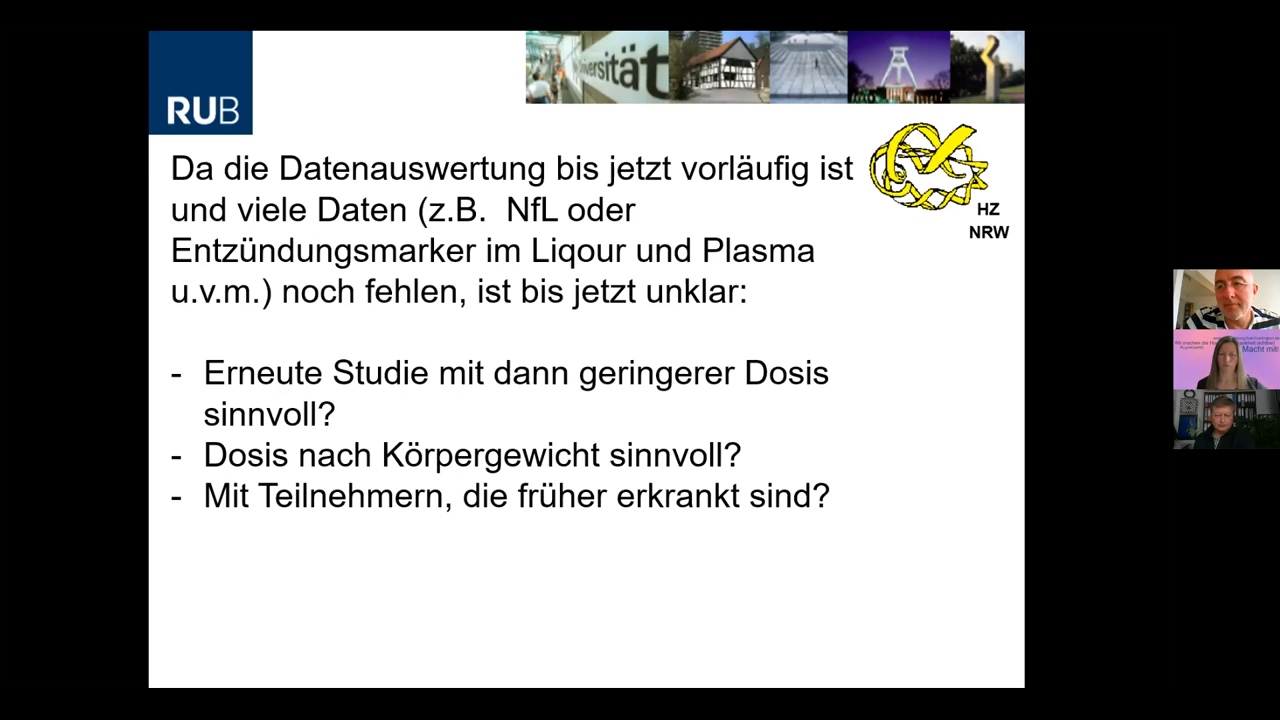 RUB
Universität
Da die Datenauswertung bis jetzt vorläufig ist
und viele Daten (z.B. NfL oder
Entzündungsmarker im Liqour und Plasma
u.v.m.) noch fehlen, ist bis jetzt unklar:
HZ
NRW
- Erneute Studie mit dann geringerer Dosis
sinnvoll?
- Dosis nach Körpergewicht sinnvoll?
- Mit Teilnehmern, die früher erkrankt sind?
Macht mit!